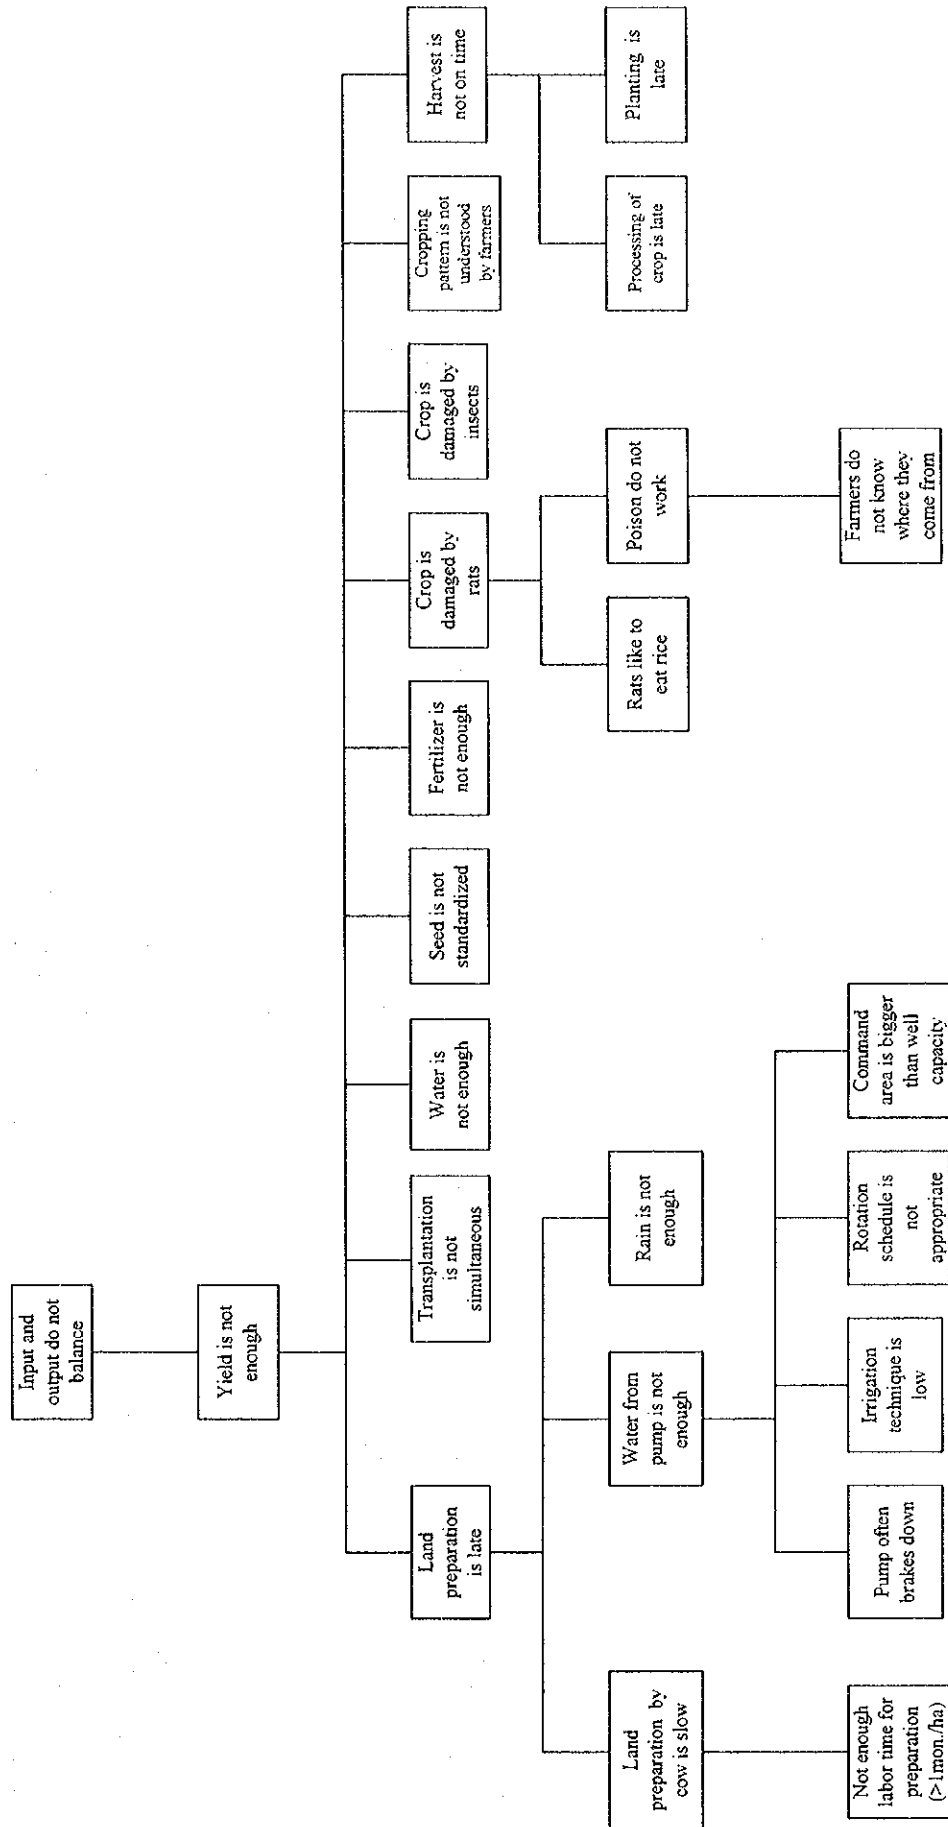 Input and
output do not
balance
Yield is not
enough
Land
preparation
is late
Transplantation
is not
simultaneous
Water is
not enough
Seed is not
standardized
Fertilizer is
not enough
Crop is
damaged by
rats
Crop is
damaged by
insects
Cropping
pattern is not
understood
by farmers
Harvest is
not on time
Land
preparation by
cow is slow
Water from
pump is not
enough
Rain is not
enough
Rats like to
eat rice
Poison do not
work
Processing of
crop is late
Planting is
late
Not enough
labor time for
preparation
(>1mon./ha)
Pump often
brakes down
Irrigation
technique is
low
Rotation
schedule is
not
appropriate
Command
area is bigger
than well
capacity
Farmers do
not know
where they
come from